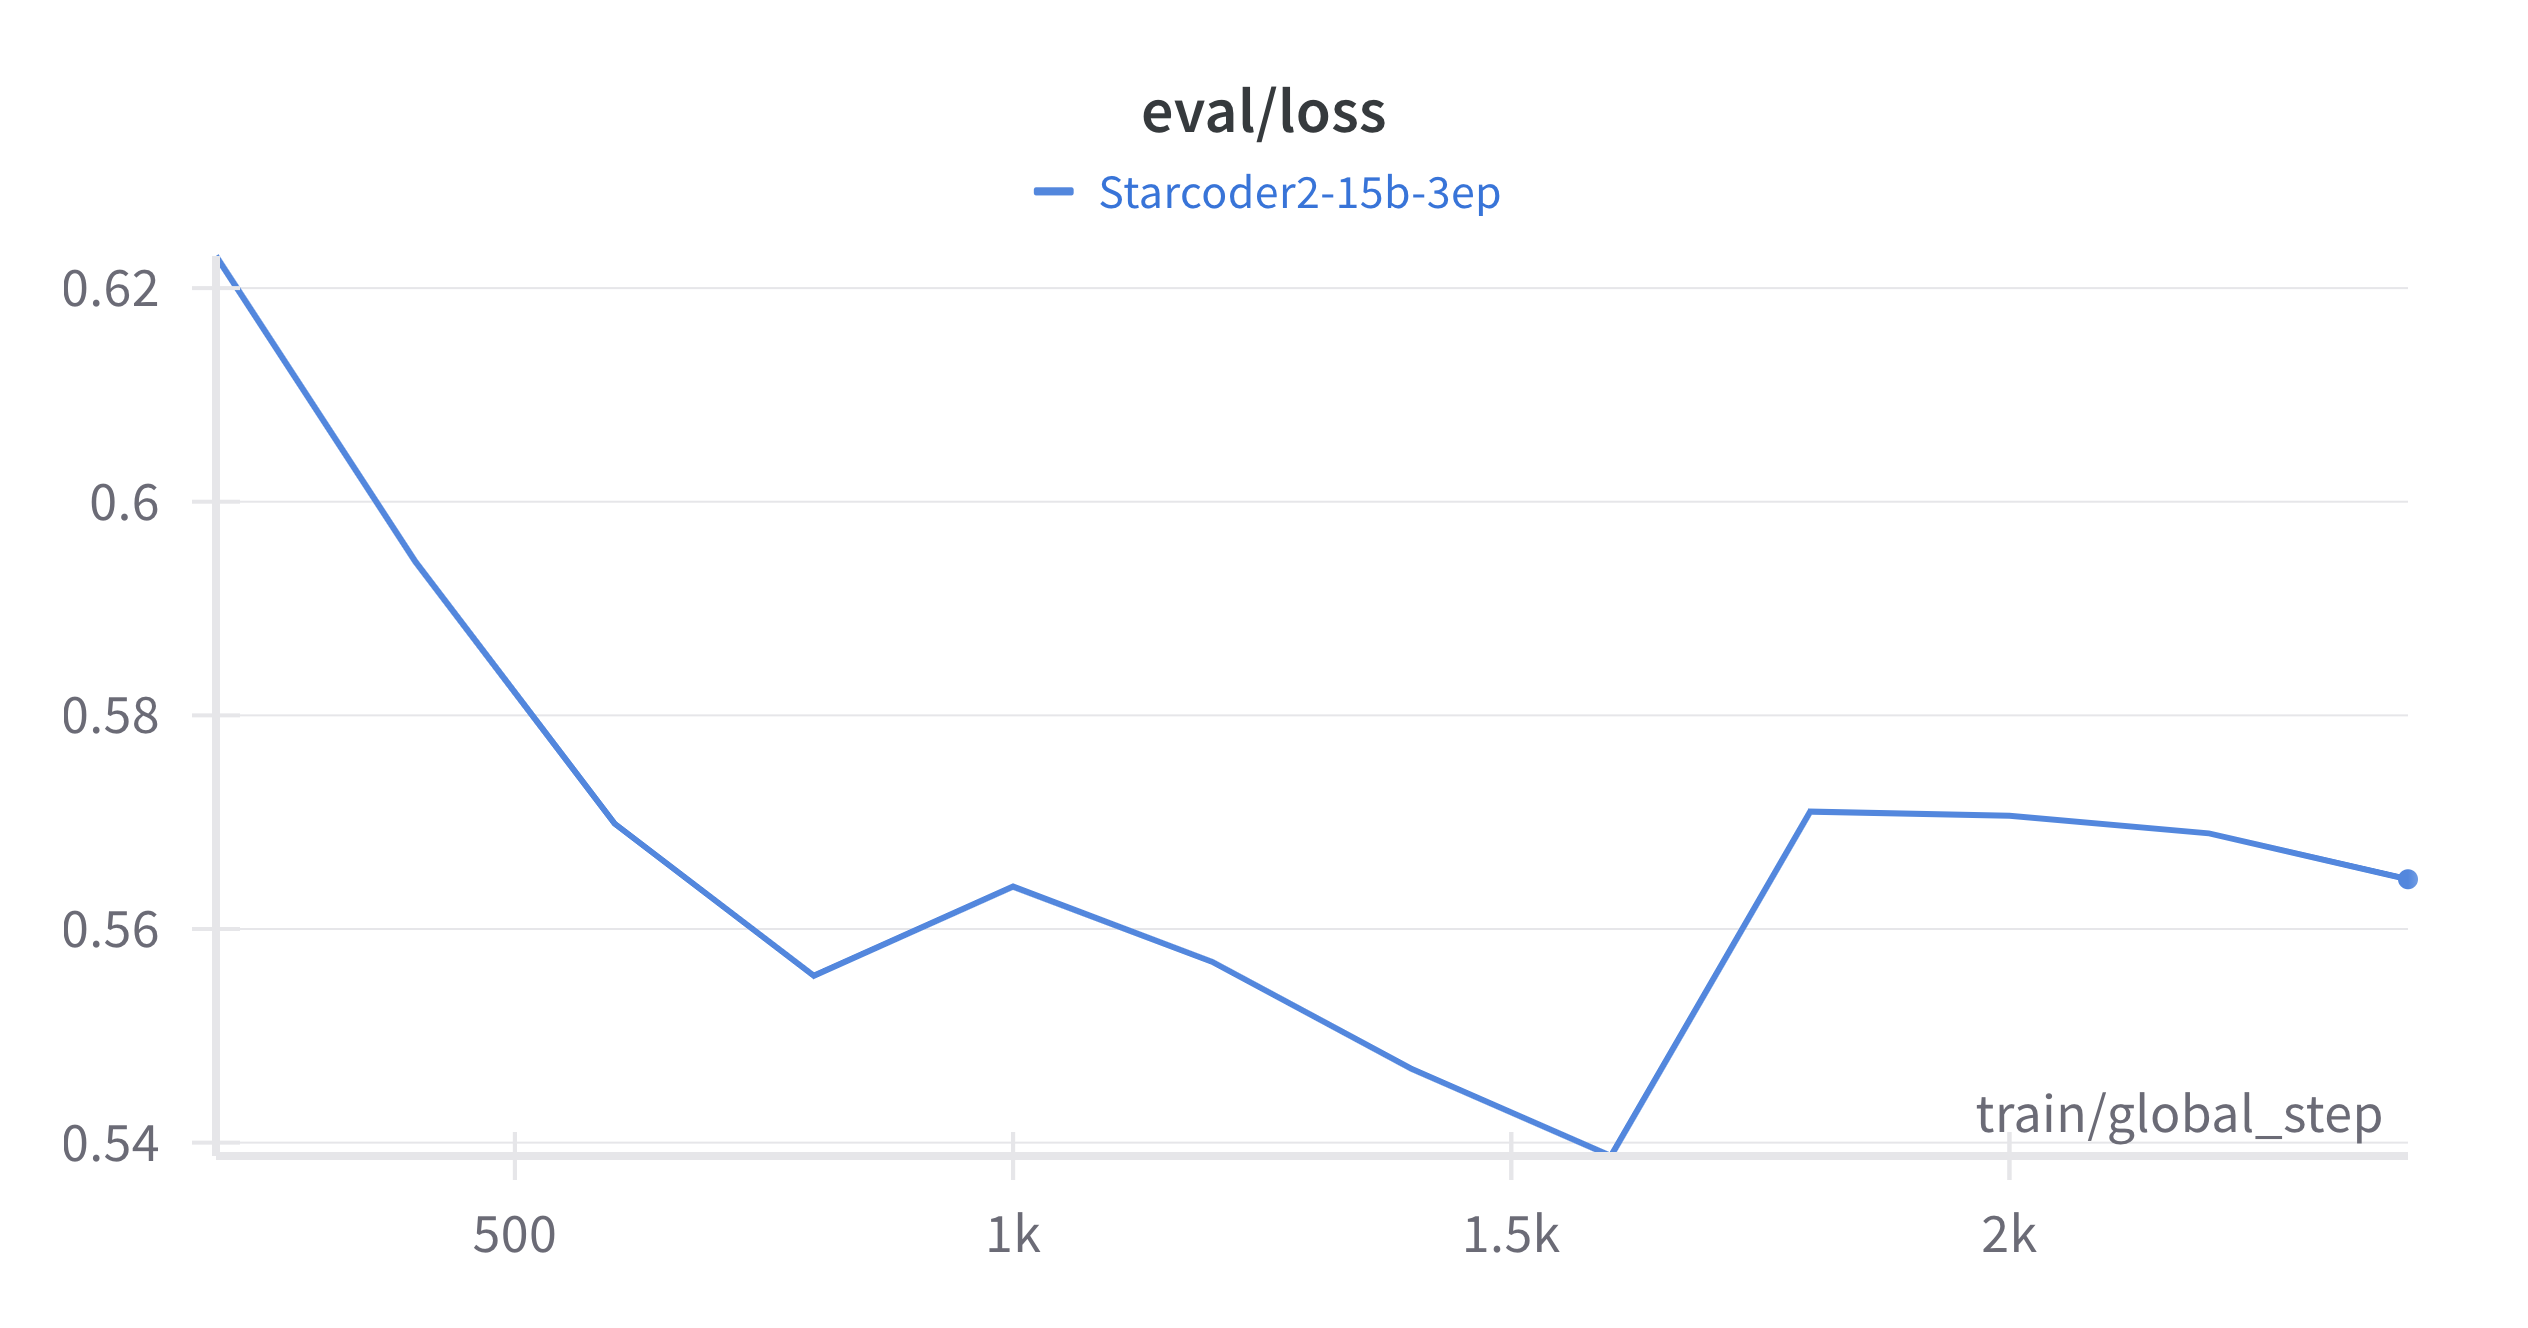 eval/loss
Starcoder2-15b-3ep
0.62
0.6
0.58
0.56
0.54
train/global_step
500 1k 1.5k 2k